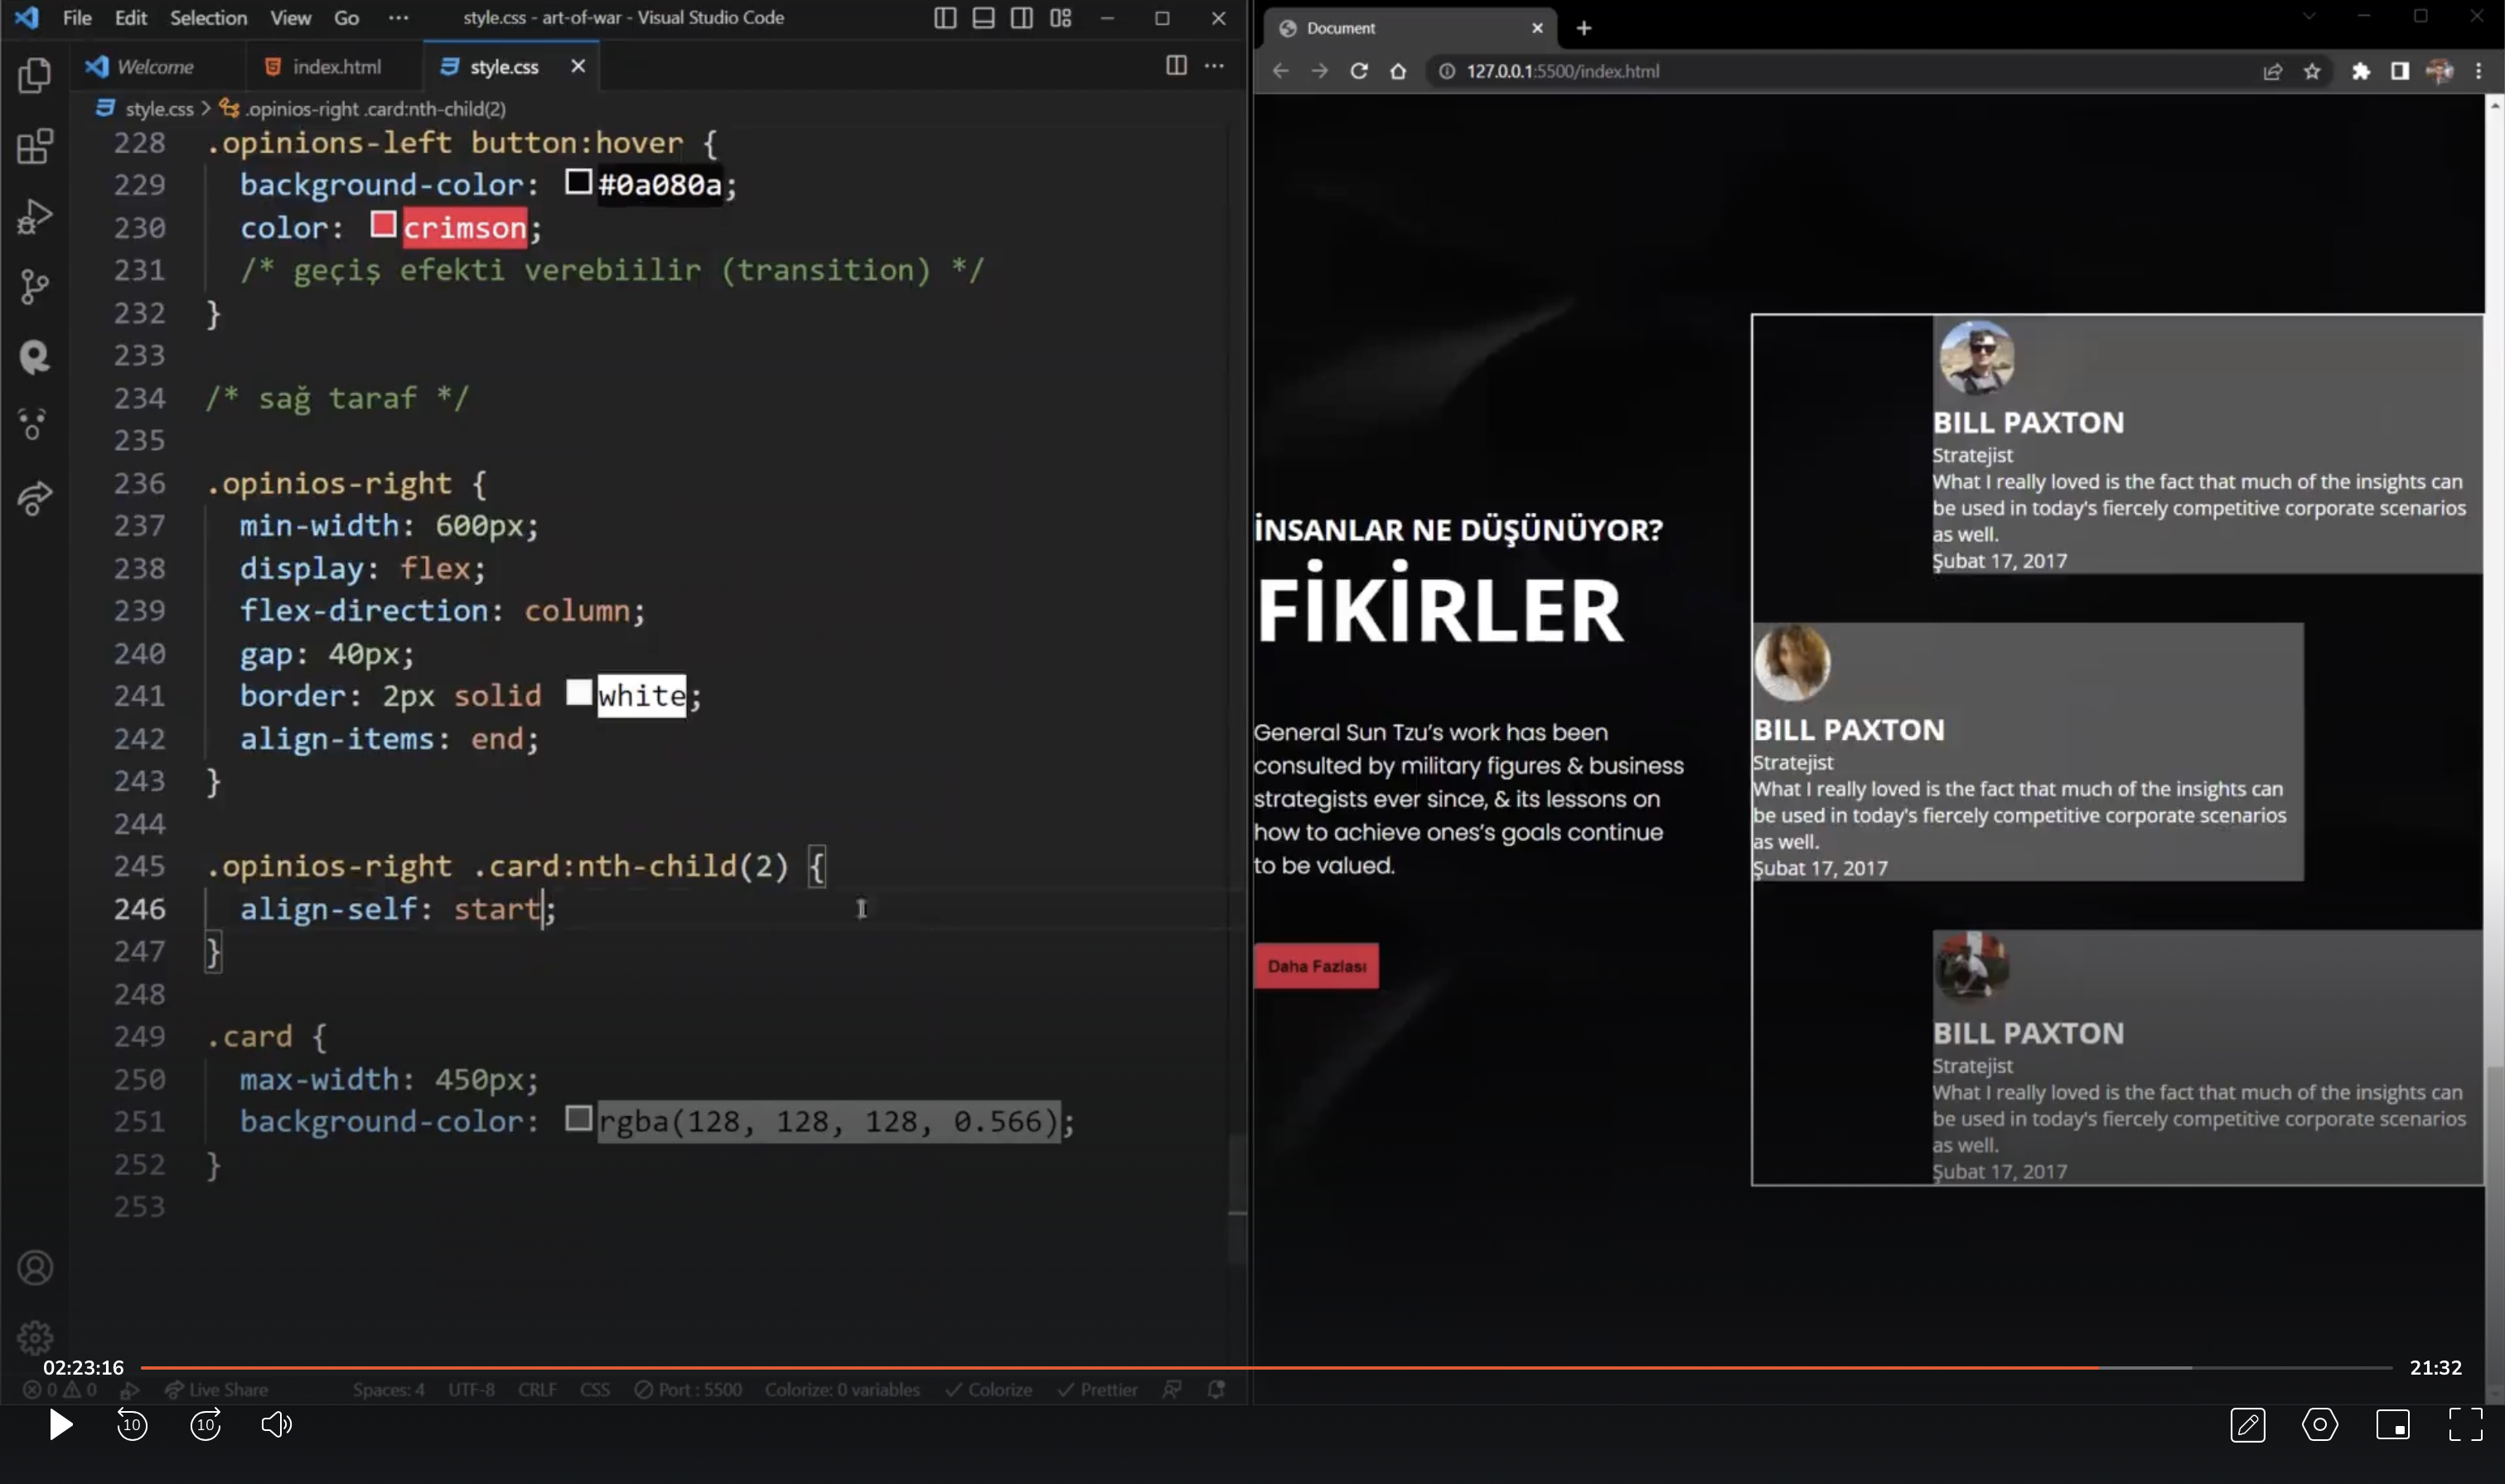 File Edit Selection View Go ··· style.css - art-of-war - Visual Studio Code
Welcome index.html style.css
style.css > .opinios-right .card:nth-child(2)
228 .opinions-left button:hover {
229 background-color: #0a080a;
230 color: crimson;
231 /* geçiş efekti verebiilir (transition) */
232 }
233
234 /* sağ taraf */
235
236 .opinios-right {
237 min-width: 600px;
238 display: flex;
239 flex-direction: column;
240 gap: 40px;
241 border: 2px solid white;
242 align-items: end;
243 }
244
245 .opinios-right .card:nth-child(2) {
246 align-self: start;
247 }
248
249 .card {
250 max-width: 450px;
251 background-color: rgba(128, 128, 128, 0.566);
252 }
253
0 0 Live Share Spaces: 4 UTF-8 CRLF CSS Port : 5500 Colorize: 0 variables Colorize Prettier
Document
127.0.0.1:5500/index.html
İNSANLAR NE DÜŞÜNÜYOR?
FİKİRLER
General Sun Tzu's work has been
consulted by military figures & business
strategists ever since, & its lessons on
how to achieve ones's goals continue
to be valued.
Daha Fazlası
BILL PAXTON
Stratejist
What I really loved is the fact that much of the insights can
be used in today's fiercely competitive corporate scenarios
as well.
Şubat 17, 2017
BILL PAXTON
Stratejist
What I really loved is the fact that much of the insights can
be used in today's fiercely competitive corporate scenarios
as well.
Şubat 17, 2017
BILL PAXTON
Stratejist
What I really loved is the fact that much of the insights can
be used in today's fiercely competitive corporate scenarios
as well.
Şubat 17, 2017
02:23:16 21:32
10 10